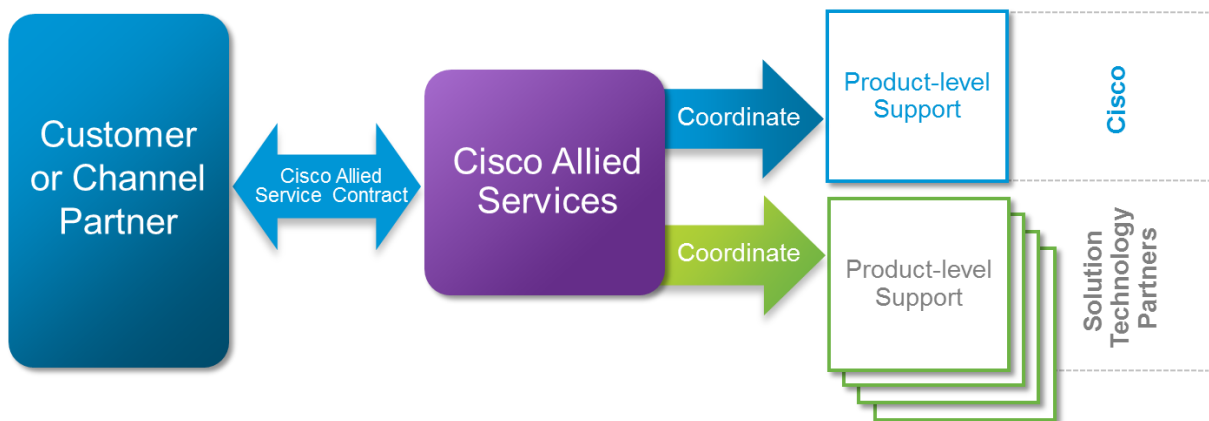 Customer
or Channel
Partner
Cisco Allied
Service Contract
Cisco Allied
Services
Coordinate
Coordinate
Product-level
Support
Cisco
Product-level
Support
Solution
Technology
Partners